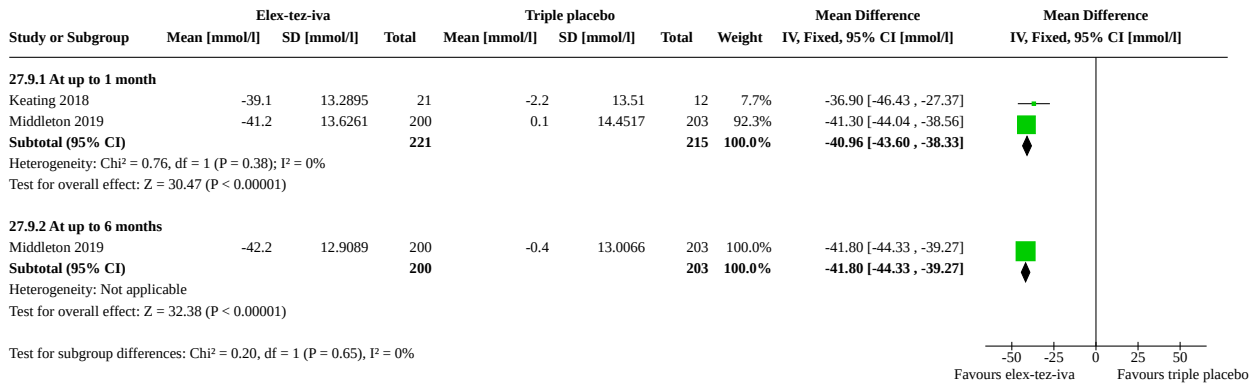 Elex-tez-iva Triple placebo Mean Difference Mean Difference
Study or Subgroup Mean [mmol/l] SD [mmol/l] Total Mean [mmol/l] SD [mmol/l] Total Weight IV, Fixed, 95% CI [mmol/l] IV, Fixed, 95% CI [mmol/l]
27.9.1 At up to 1 month
Keating 2018 -39.1 13.2895 21 -2.2 13.51 12 7.7% -36.90 [-46.43 , -27.37]
Middleton 2019 -41.2 13.6261 200 0.1 14.4517 203 92.3% -41.30 [-44.04 , -38.56]
Subtotal (95% CI) 221 215 100.0% -40.96 [-43.60 , -38.33]
Heterogeneity: Chi² = 0.76, df = 1 (P = 0.38); I² = 0%
Test for overall effect: Z = 30.47 (P < 0.00001)
27.9.2 At up to 6 months
Middleton 2019 -42.2 12.9089 200 -0.4 13.0066 203 100.0% -41.80 [-44.33 , -39.27]
Subtotal (95% CI) 200 203 100.0% -41.80 [-44.33 , -39.27]
Heterogeneity: Not applicable
Test for overall effect: Z = 32.38 (P < 0.00001)
Test for subgroup differences: Chi² = 0.20, df = 1 (P = 0.65), I² = 0%
-50 -25 0 25 50
Favours elex-tez-iva Favours triple placebo